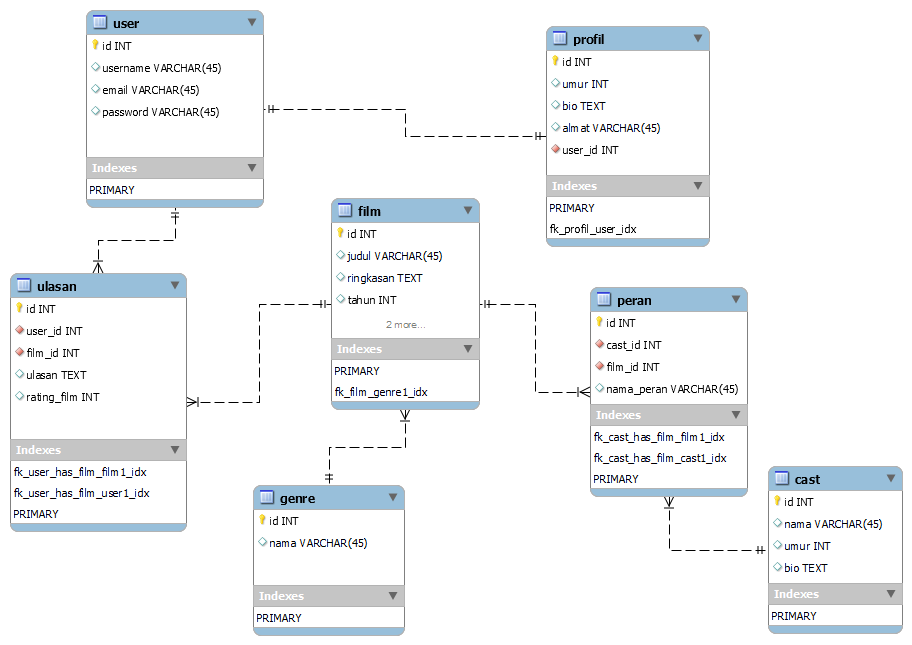 user
id INT
username VARCHAR(45)
email VARCHAR(45)
password VARCHAR(45)
Indexes
PRIMARY
profil
id INT
umur INT
bio TEXT
almat VARCHAR(45)
user_id INT
Indexes
PRIMARY
fk_profil_user_idx
film
id INT
judul VARCHAR(45)
ringkasan TEXT
tahun INT
2 more...
Indexes
PRIMARY
fk_film_genre1_idx
ulasan
id INT
user_id INT
film_id INT
ulasan TEXT
rating_film INT
Indexes
fk_user_has_film_film1_idx
fk_user_has_film_user1_idx
PRIMARY
peran
id INT
cast_id INT
film_id INT
nama_peran VARCHAR(45)
Indexes
fk_cast_has_film_film1_idx
fk_cast_has_film_cast1_idx
PRIMARY
genre
id INT
nama VARCHAR(45)
Indexes
PRIMARY
cast
id INT
nama VARCHAR(45)
umur INT
bio TEXT
Indexes
PRIMARY